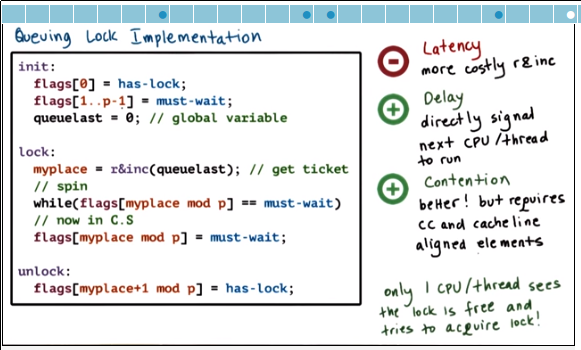 Queuing Lock Implementation
init:
flags[0] = has-lock;
flags[1..p-1] = must-wait;
queuelast = 0; // global variable
lock:
myplace = r&inc(queuelast); // get ticket
// spin
while(flags[myplace mod p] == must-wait)
// now in C.S
flags[myplace mod p] = must-wait;
unlock:
flags[myplace+1 mod p] = has-lock;
Latency
more costly r&inc
Delay
directly signal
next CPU/thread
to run
Contention
better! but requires
CC and cacheline
aligned elements
only 1 CPU/thread sees
the lock is free and
tries to acquire lock!